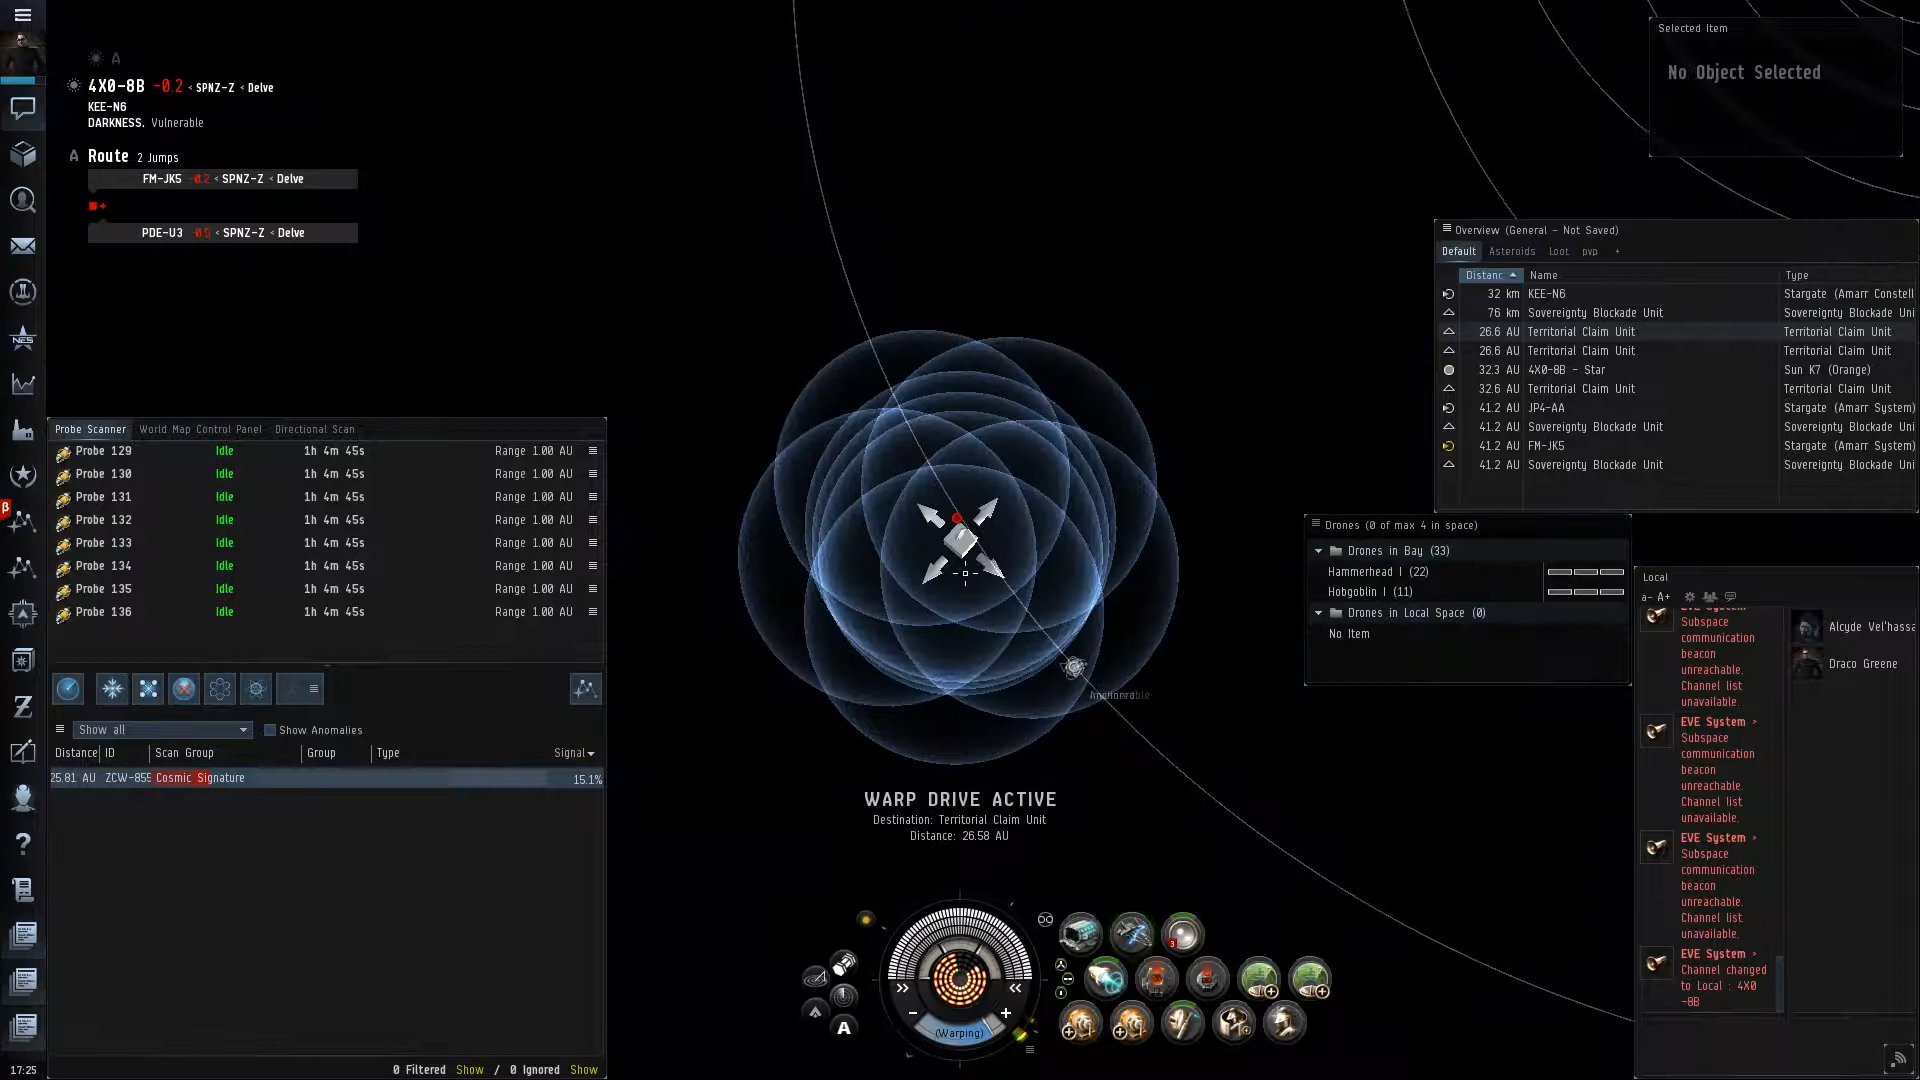 A
4X0-8B -0.2 < SPNZ-Z < Delve
KEE-N6
DARKNESS. Vulnerable
A Route 2 Jumps
FM-JK5 -0.2 < SPNZ-Z < Delve
PDE-U3 -0.5 < SPNZ-Z < Delve
NES
β
Probe Scanner World Map Control Panel Directional Scan
Probe 129 Idle 1h 4m 45s Range 1.00 AU
Probe 130 Idle 1h 4m 45s Range 1.00 AU
Probe 131 Idle 1h 4m 45s Range 1.00 AU
Probe 132 Idle 1h 4m 45s Range 1.00 AU
Probe 133 Idle 1h 4m 45s Range 1.00 AU
Probe 134 Idle 1h 4m 45s Range 1.00 AU
Probe 135 Idle 1h 4m 45s Range 1.00 AU
Probe 136 Idle 1h 4m 45s Range 1.00 AU
Show all Show Anomalies
Distance ID Scan Group Group Type Signal
25.81 AU ZCW-855 Cosmic Signature 15.1%
0 Filtered Show / 0 Ignored Show
17:25
WARP DRIVE ACTIVE
Destination: Territorial Claim Unit
Distance: 26.58 AU
(Warping)
A
3
Selected Item
No Object Selected
Overview (General - Not Saved)
Default Asteroids Loot pvp +
Distanc Name Type
32 km KEE-N6 Stargate (Amarr Constell
76 km Sovereignty Blockade Unit Sovereignty Blockade Uni
26.6 AU Territorial Claim Unit Territorial Claim Unit
26.6 AU Territorial Claim Unit Territorial Claim Unit
32.3 AU 4X0-8B - Star Sun K7 (Orange)
32.6 AU Territorial Claim Unit Territorial Claim Unit
41.2 AU JP4-AA Stargate (Amarr System)
41.2 AU Sovereignty Blockade Unit Sovereignty Blockade Uni
41.2 AU FM-JK5 Stargate (Amarr System)
41.2 AU Sovereignty Blockade Unit Sovereignty Blockade Uni
Drones (0 of max 4 in space)
Drones in Bay (33)
Hammerhead I (22)
Hobgoblin I (11)
Drones in Local Space (0)
No Item
Local
a- A+
EVE System >
Subspace
communication
beacon
unreachable.
Channel list
unavailable.
EVE System >
Subspace
communication
beacon
unreachable.
Channel list
unavailable.
EVE System >
Subspace
communication
beacon
unreachable.
Channel list
unavailable.
EVE System >
Channel changed
to Local : 4X0
-8B
Alcyde Vel'hassa
Draco Greene